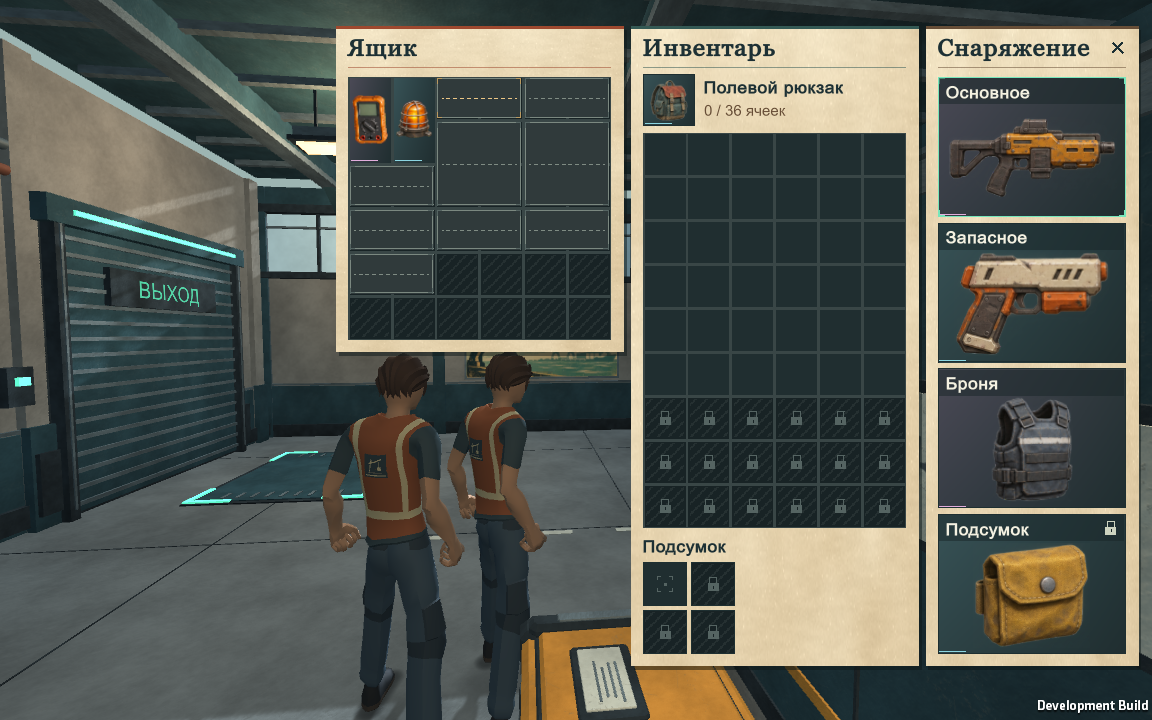 Ящик
Инвентарь
Полевой рюкзак
0 / 36 ячеек
Подсумок
Снаряжение
Основное
Запасное
Броня
Подсумок
ВЫХОД
Development Build